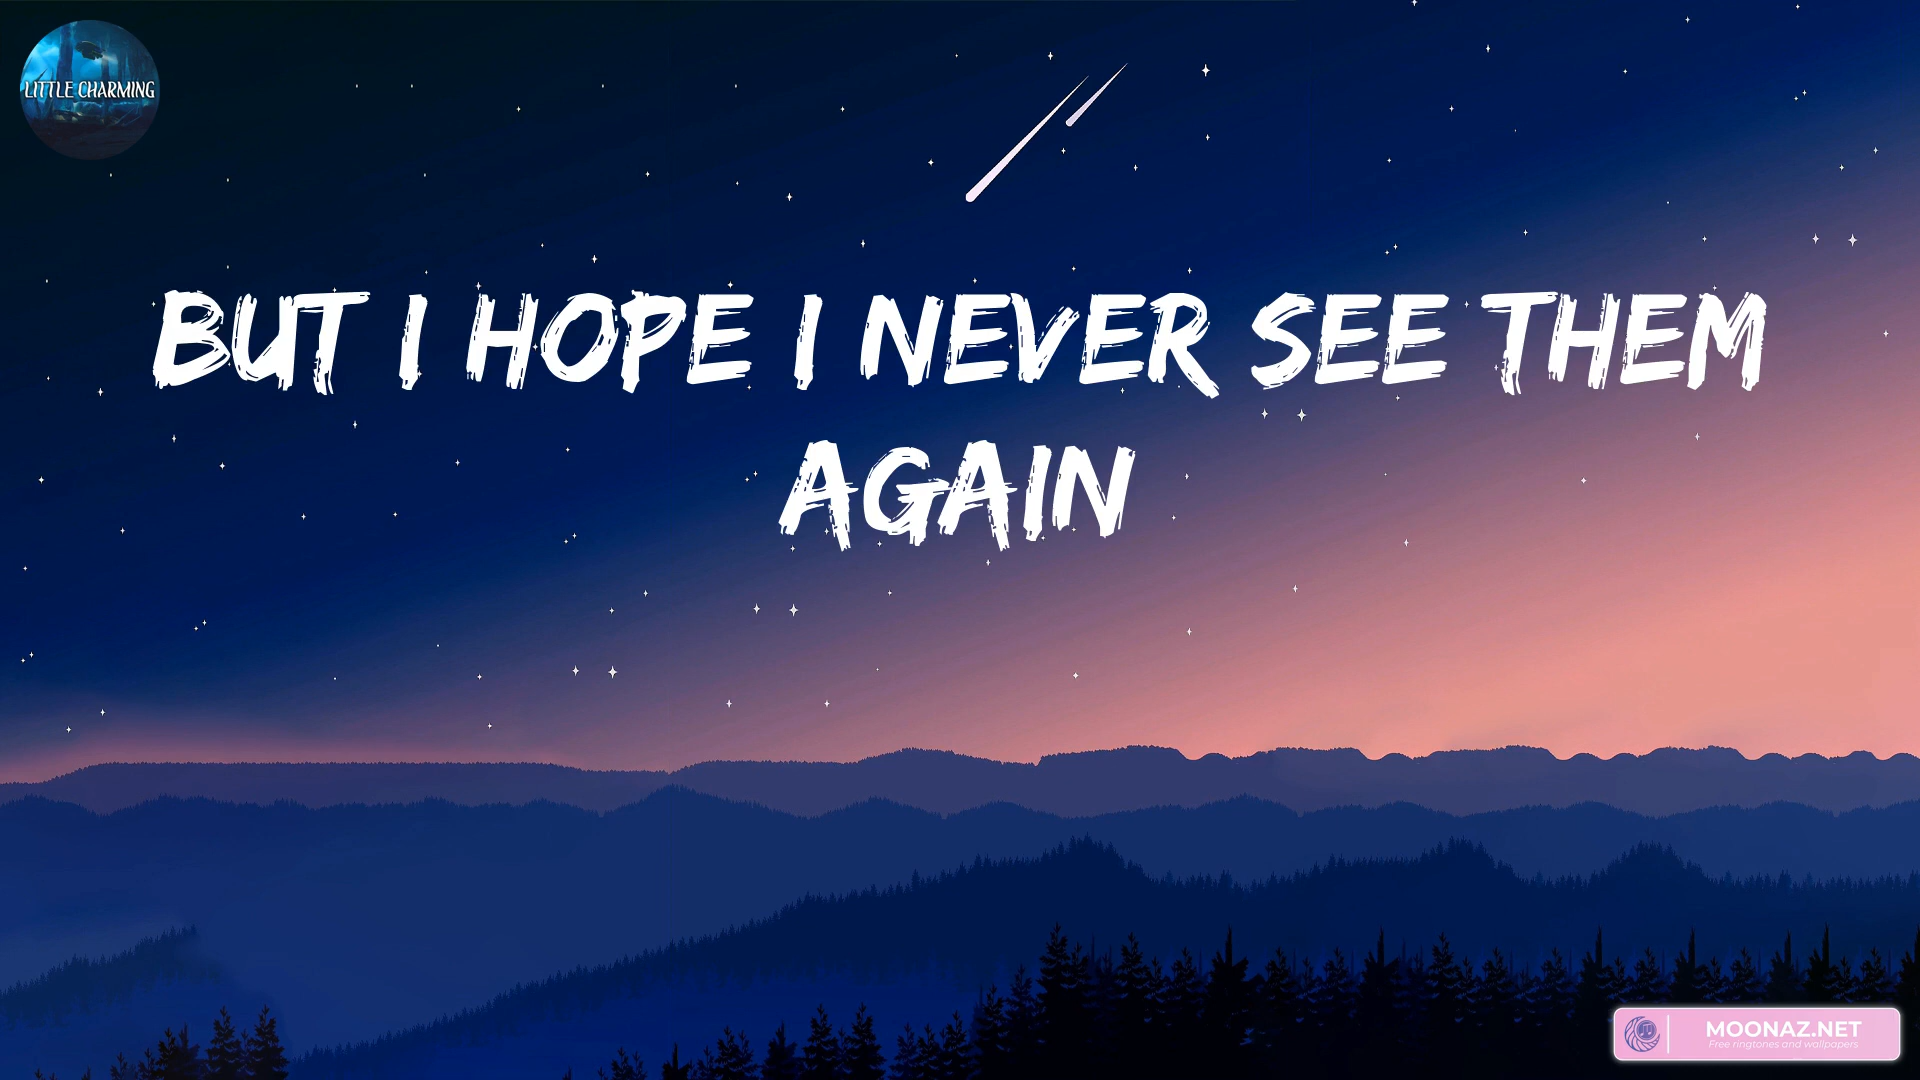 LITTLE CHARMING
BUT I HOPE I NEVER SEE THEM
AGAIN
MOONAZ.NET
Free ringtones and wallpapers